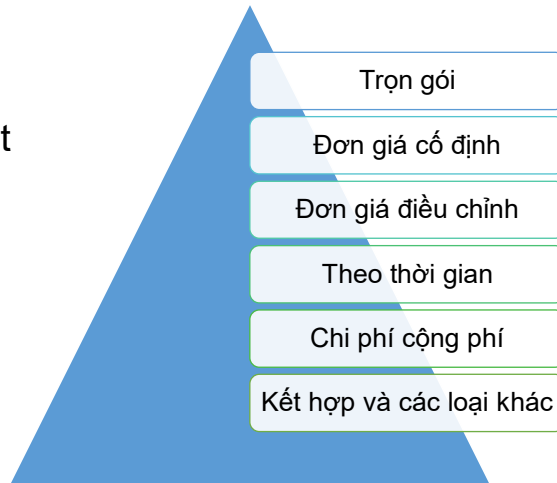 Trọn gói
Đơn giá cố định
Đơn giá điều chỉnh
Theo thời gian
Chi phí cộng phí
Kết hợp và các loại khác